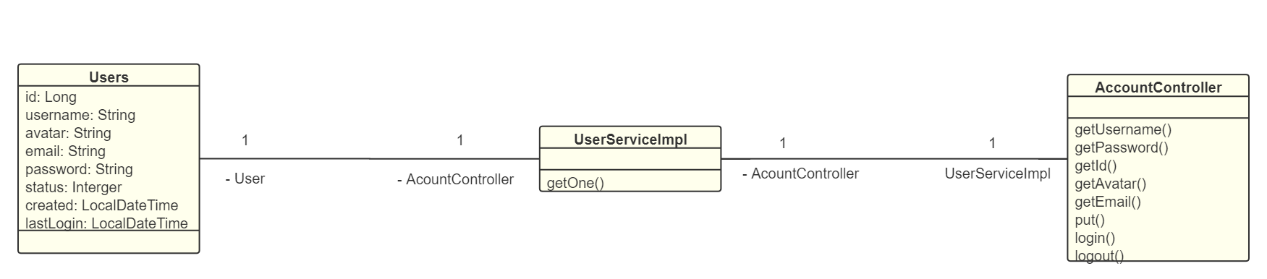 Users
id: Long
username: String
avatar: String
email: String
password: String
status: Interger
created: LocalDateTime
lastLogin: LocalDateTime
1
- User
1
- AcountController
UserServiceImpl
getOne()
1
- AcountController
1
UserServiceImpl
AccountController
getUsername()
getPassword()
getId()
getAvatar()
getEmail()
put()
login()
logout()